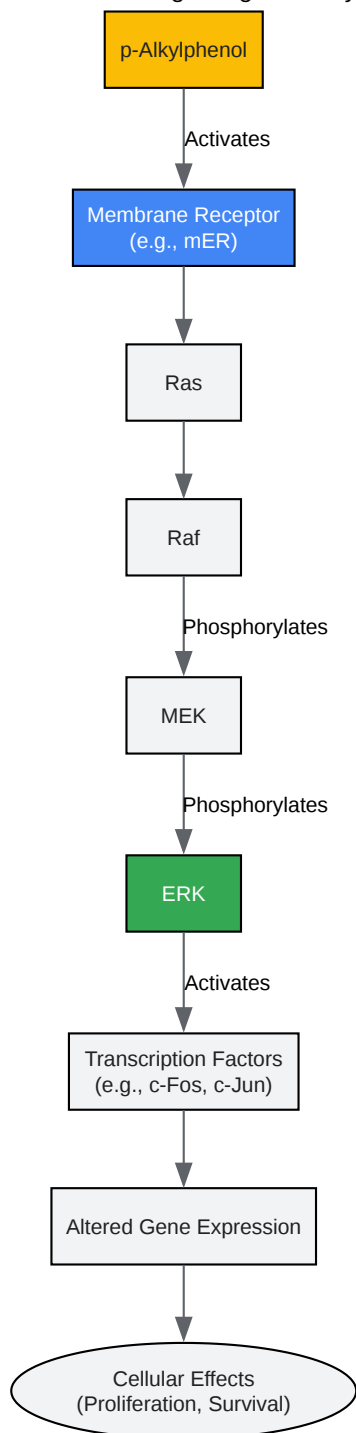 p-Alkylphenol
Activates
Membrane Receptor
(e.g., mER)
Ras
Raf
Phosphorylates
MEK
Phosphorylates
ERK
Activates
Transcription Factors
(e.g., c-Fos, c-Jun)
Altered Gene Expression
Cellular Effects
(Proliferation, Survival)